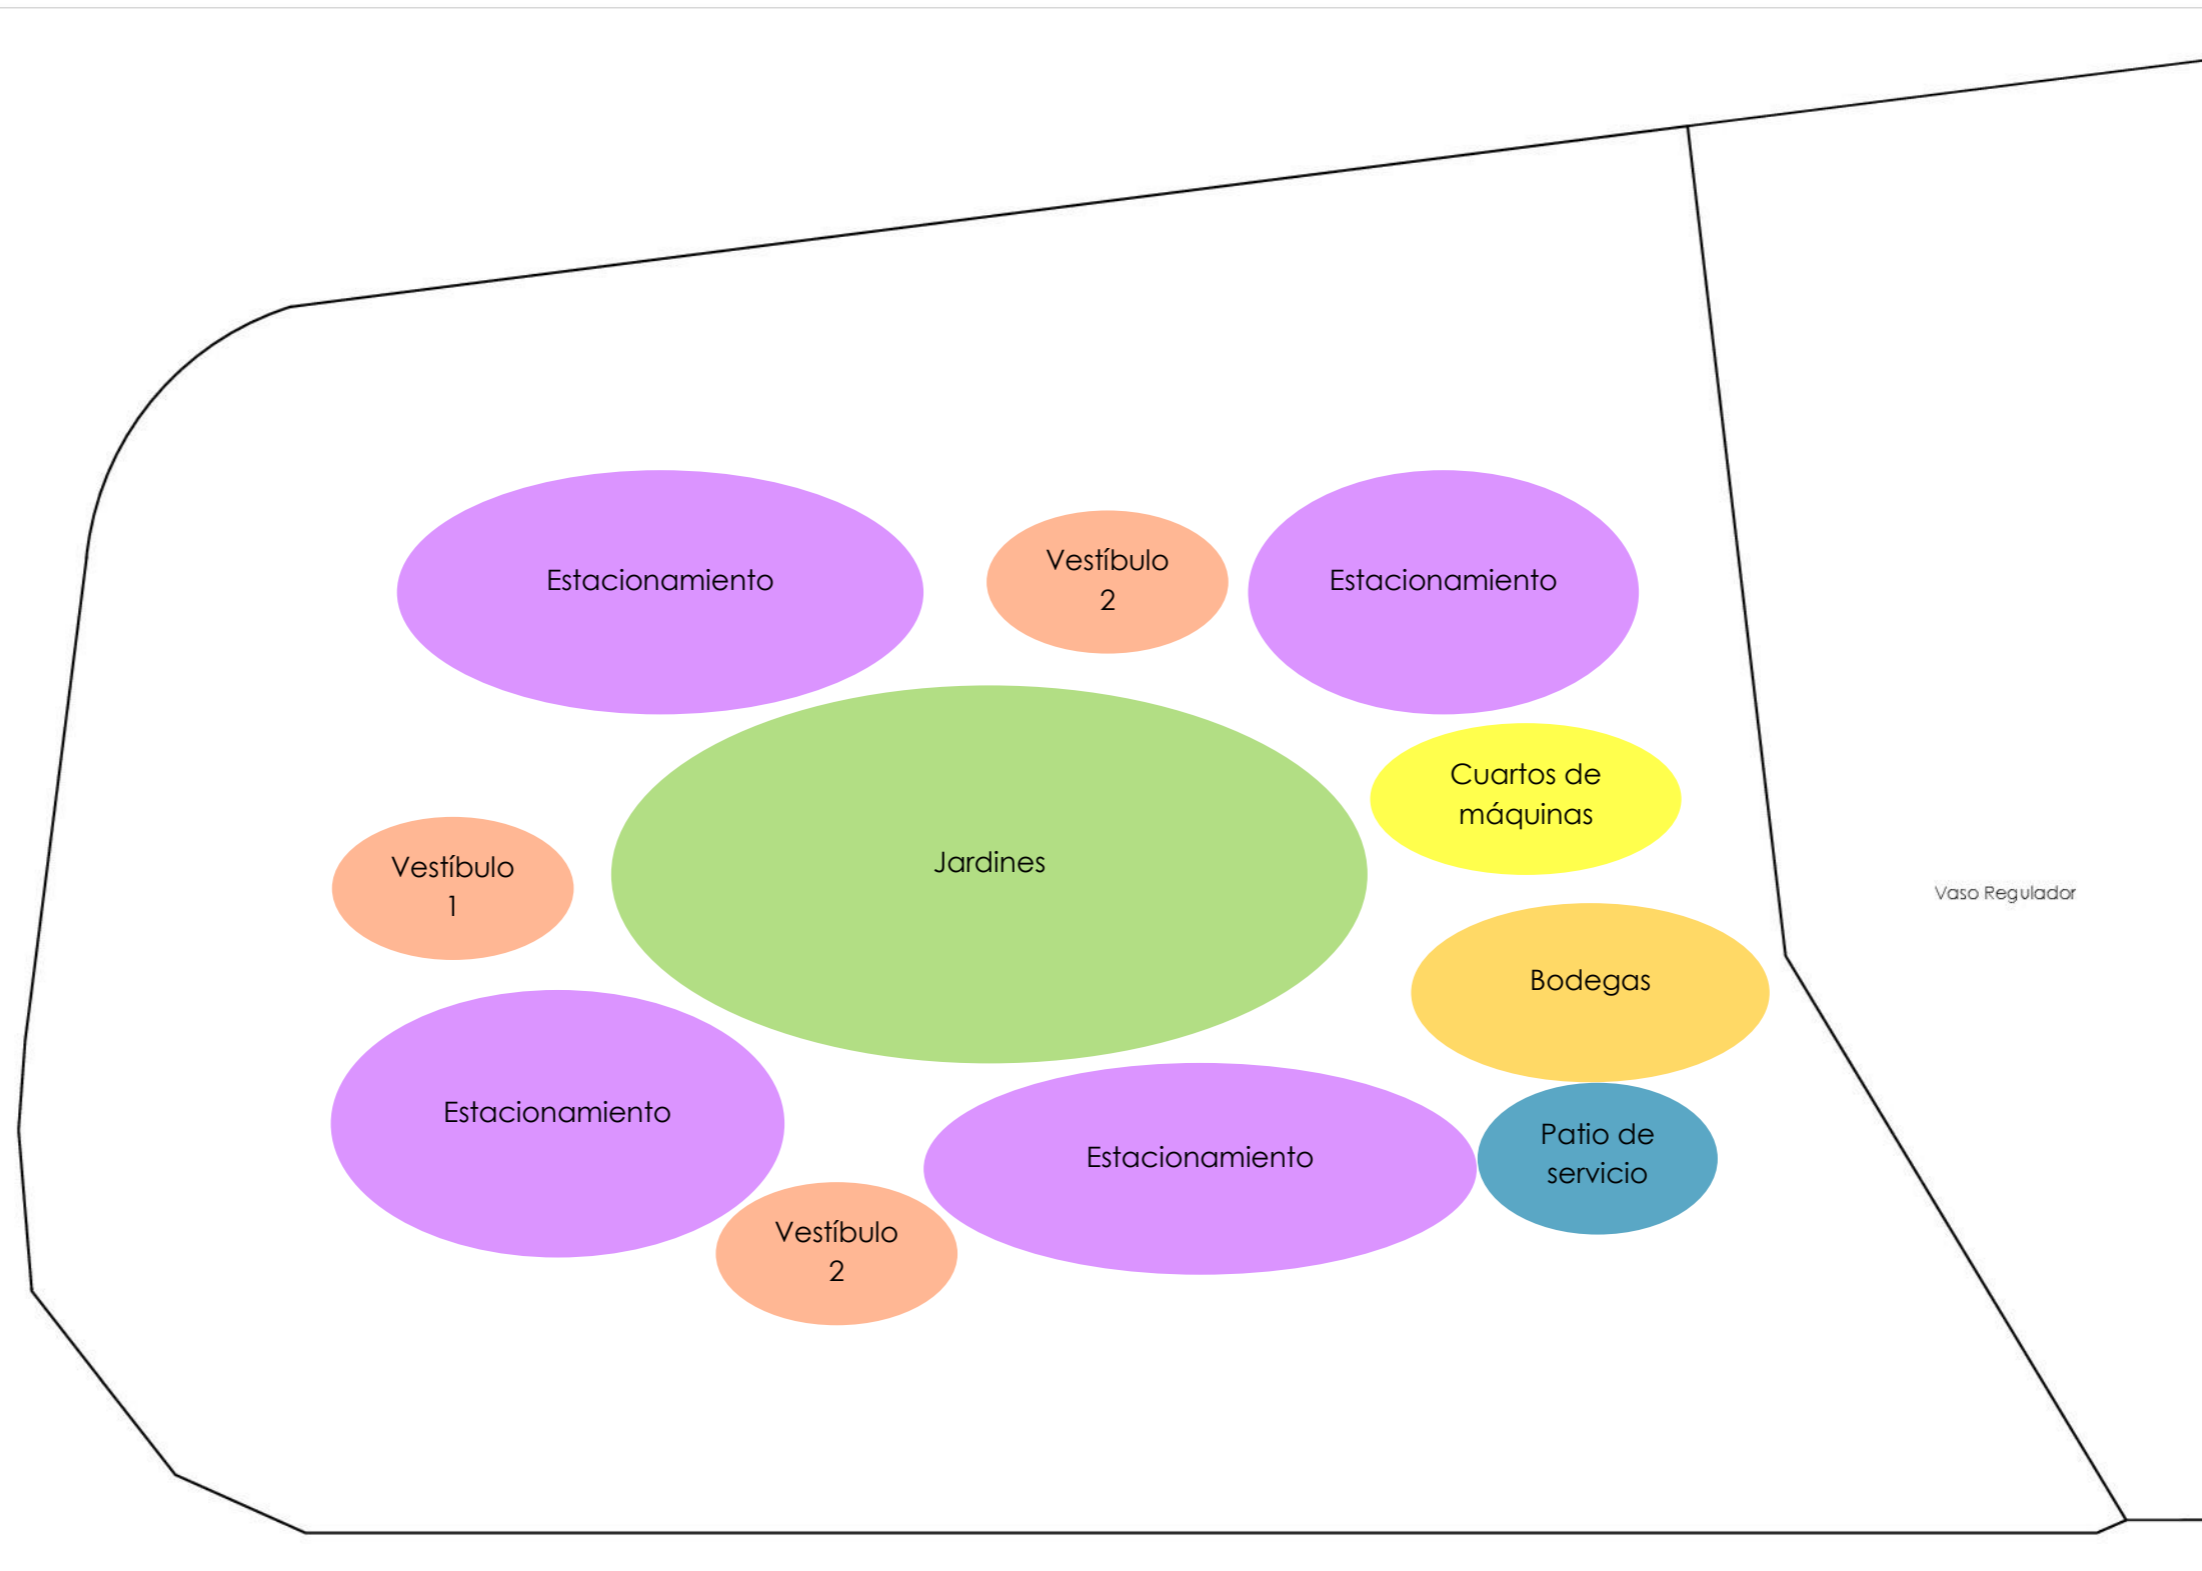 Estacionamiento
Vestíbulo
2
Estacionamiento
Cuartos de
máquinas
Vestíbulo
1
Jardines
Vaso Regulador
Bodegas
Estacionamiento
Estacionamiento
Patio de
servicio
Vestíbulo
2